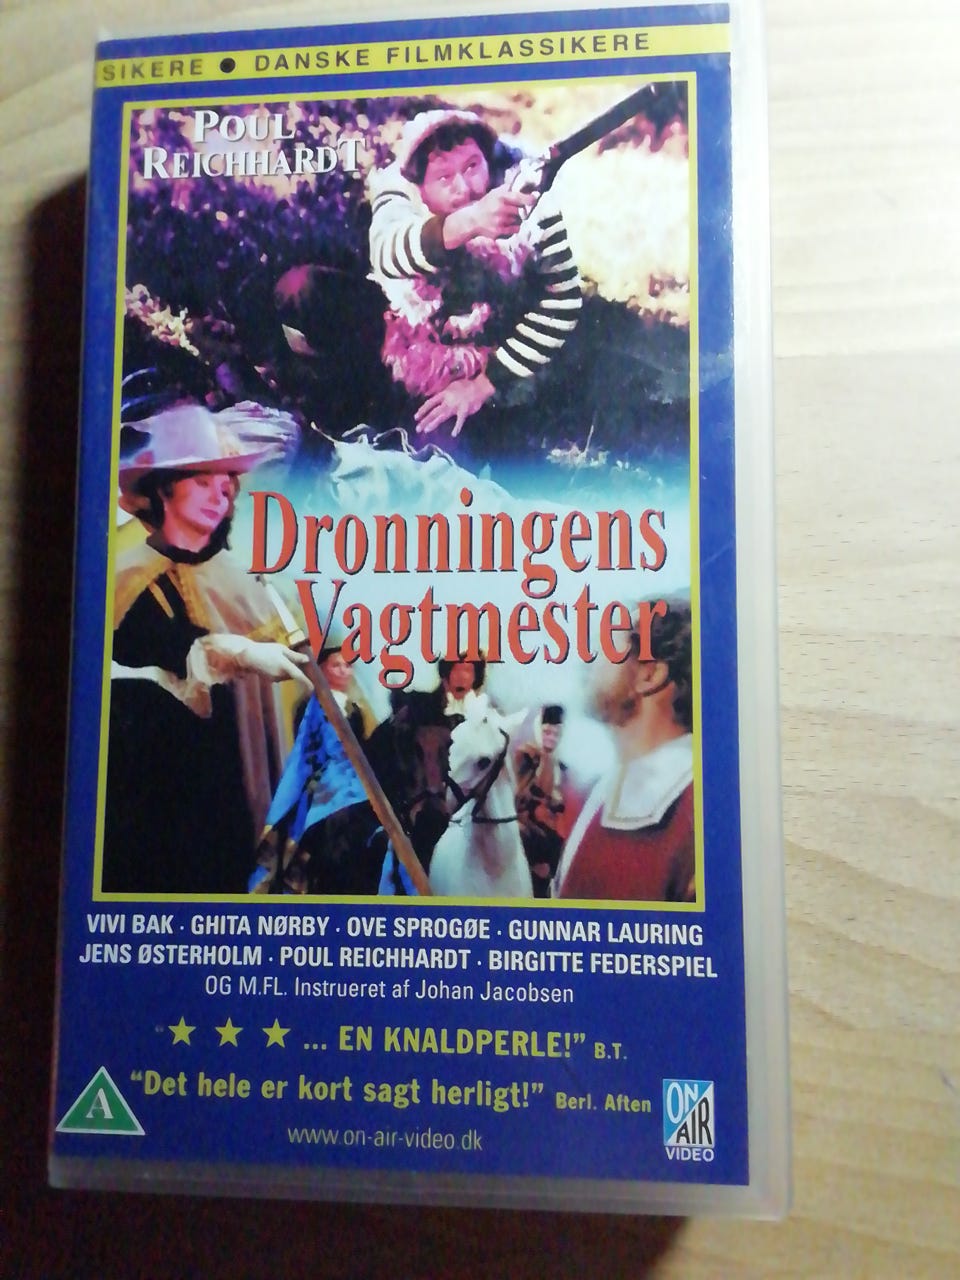 SIKERE ● DANSKE FILMKLASSIKERE
POUL
REICHHARDT
Dronningens
Vagtmester
VIVI BAK · GHITA NØRBY · OVE SPROGØE · GUNNAR LAURING
JENS ØSTERHOLM · POUL REICHHARDT · BIRGITTE FEDERSPIEL
OG M.FL. Instrueret af Johan Jacobsen
"★ ★ ★ ... EN KNALDPERLE!" B.T.
"Det hele er kort sagt herligt!" Berl. Aften
A
www.on-air-video.dk
ON
AIR
VIDEO